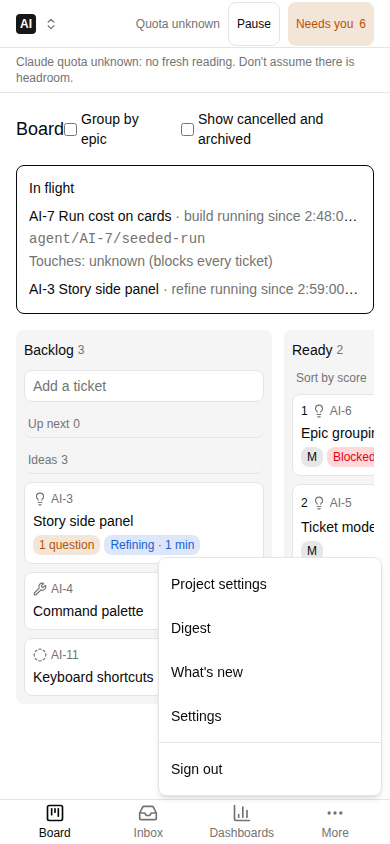 AI
Quota unknown
Pause
Needs you 6
Claude quota unknown: no fresh reading. Don't assume there is
headroom.
Board
Group by
epic
Show cancelled and
archived
In flight
AI-7 Run cost on cards · build running since 2:48:0…
agent/AI-7/seeded-run
Touches: unknown (blocks every ticket)
AI-3 Story side panel · refine running since 2:59:00…
Backlog 3
Ready 2
Add a ticket
Sort by score
Up next 0
Ideas 3
1 AI-6
Epic groupin
M Blocked
AI-3
Story side panel
1 question Refining · 1 min
2 AI-5
Ticket mode
M
AI-4
Command palette
AI-11
Keyboard shortcuts
Project settings
Digest
What's new
Settings
Sign out
Board
Inbox
Dashboards
More